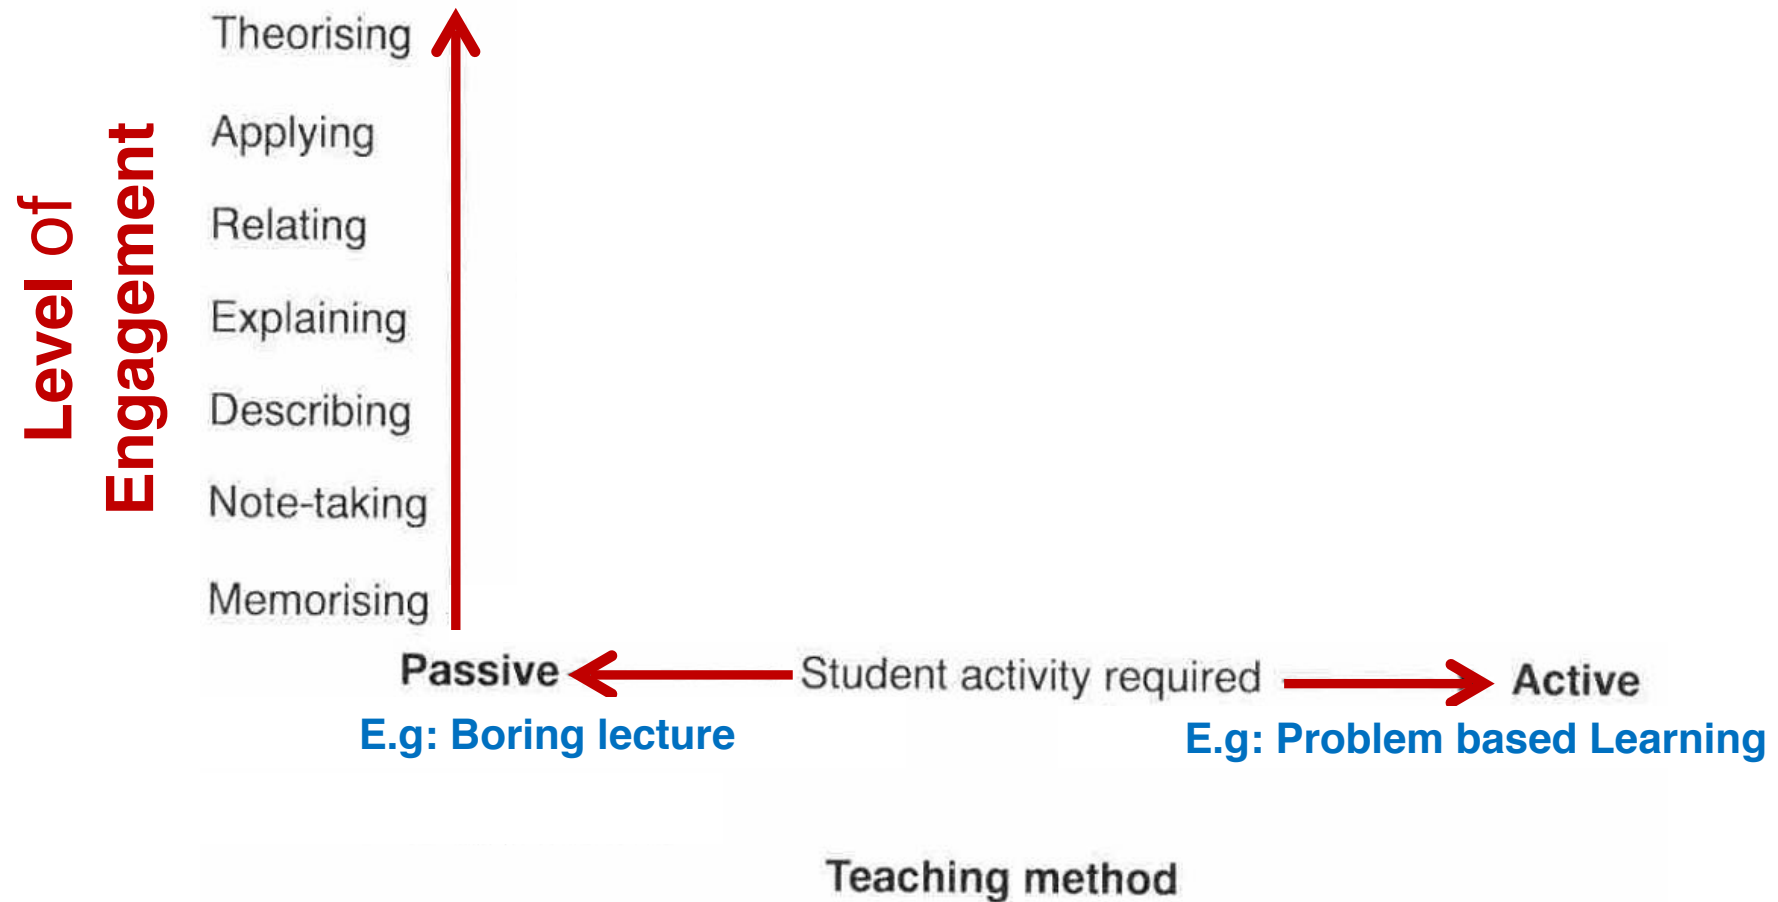 Level of
Engagement
Theorising
Applying
Relating
Explaining
Describing
Note-taking
Memorising
Passive Student activity required Active
E.g: Boring lecture E.g: Problem based Learning
Teaching method